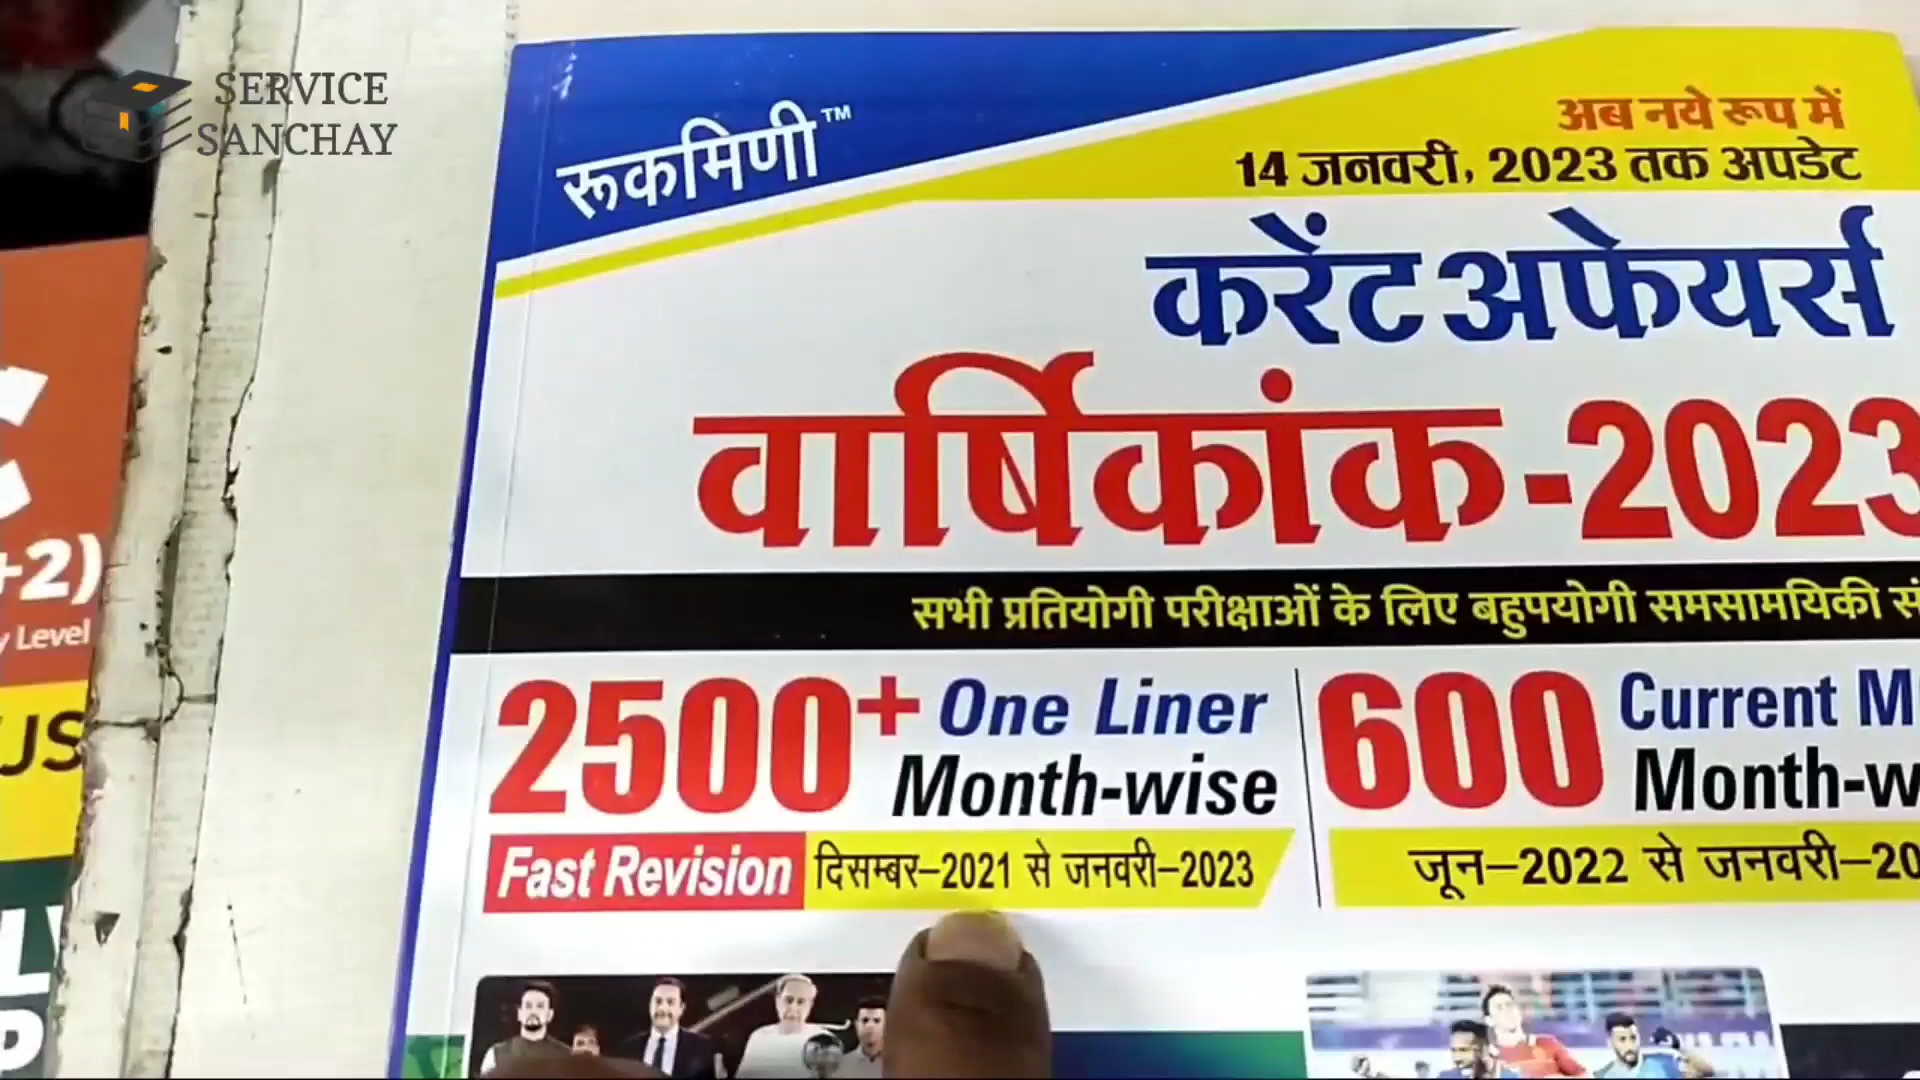 SERVICE
SANCHAY
रूकमिणी™
अब नये रूप में
14 जनवरी, 2023 तक अपडेट
करेंट अफेयर्स
वार्षिकांक-2023
सभी प्रतियोगी परीक्षाओं के लिए बहुपयोगी समसामयिकी
2500+ One Liner
Month-wise
Fast Revision दिसम्बर–2021 से जनवरी–2023
600 Current
Month-w
जून–2022 से जनवरी–20
+2)
Level